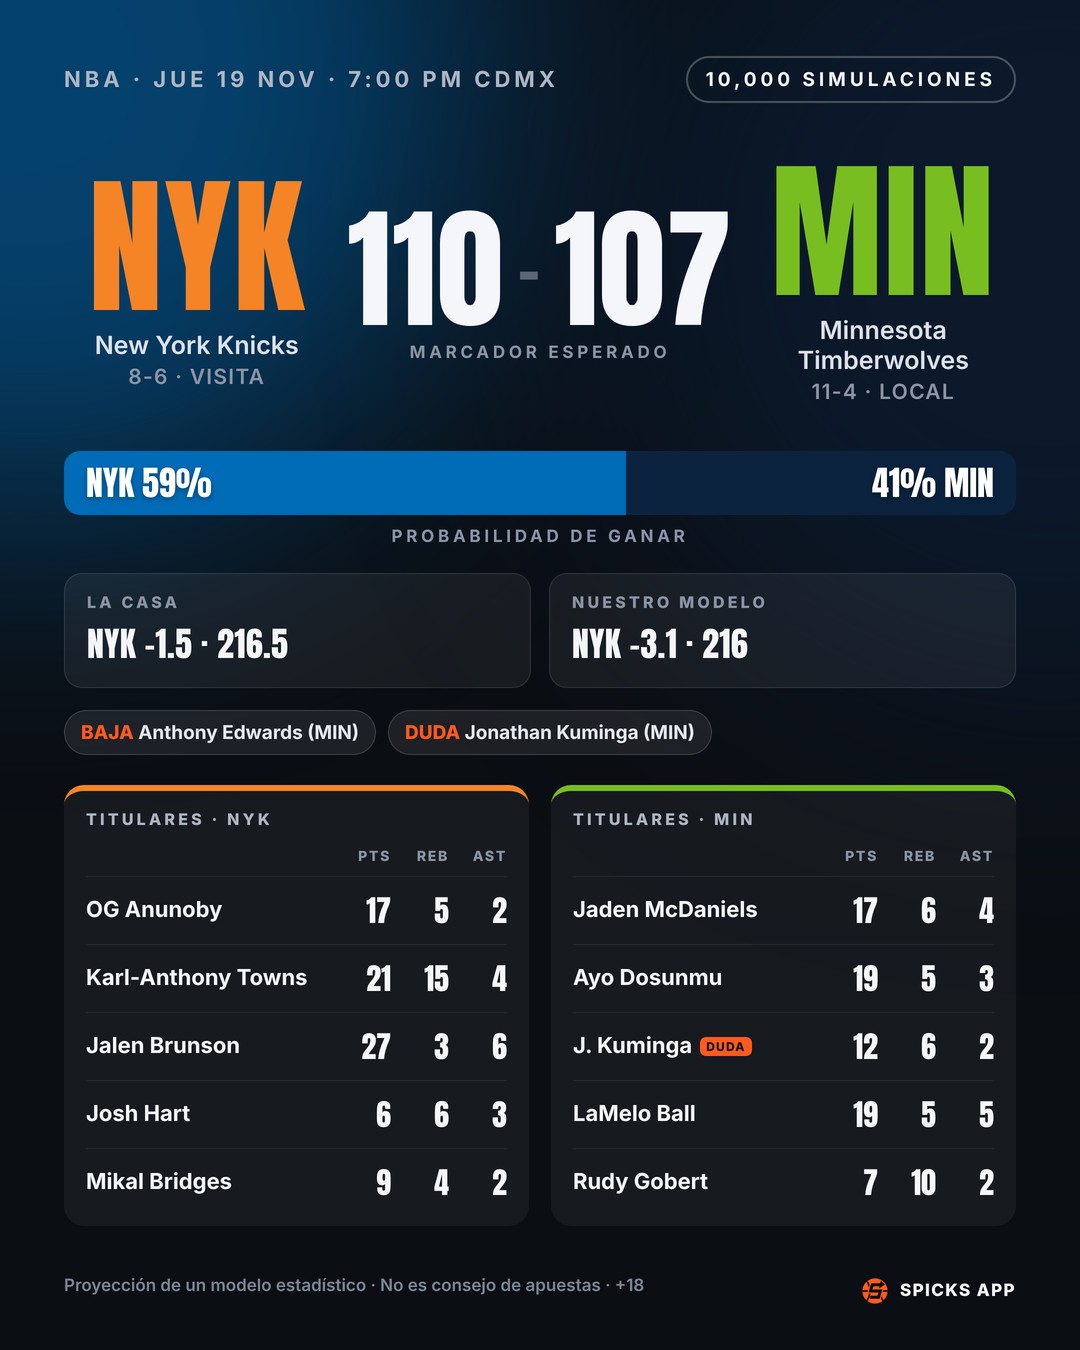 NBA · JUE 19 NOV · 7:00 PM CDMX
10,000 SIMULACIONES
NYK
New York Knicks
8-6 · VISITA
110 - 107
MARCADOR ESPERADO
MIN
Minnesota
Timberwolves
11-4 · LOCAL
NYK 59%
41% MIN
PROBABILIDAD DE GANAR
LA CASA
NYK -1.5 · 216.5
NUESTRO MODELO
NYK -3.1 · 216
BAJA Anthony Edwards (MIN)
DUDA Jonathan Kuminga (MIN)
TITULARES · NYK
PTS REB AST
OG Anunoby 17 5 2
Karl-Anthony Towns 21 15 4
Jalen Brunson 27 3 6
Josh Hart 6 6 3
Mikal Bridges 9 4 2
TITULARES · MIN
PTS REB AST
Jaden McDaniels 17 6 4
Ayo Dosunmu 19 5 3
J. Kuminga DUDA 12 6 2
LaMelo Ball 19 5 5
Rudy Gobert 7 10 2
Proyección de un modelo estadístico · No es consejo de apuestas · +18
SPICKS APP